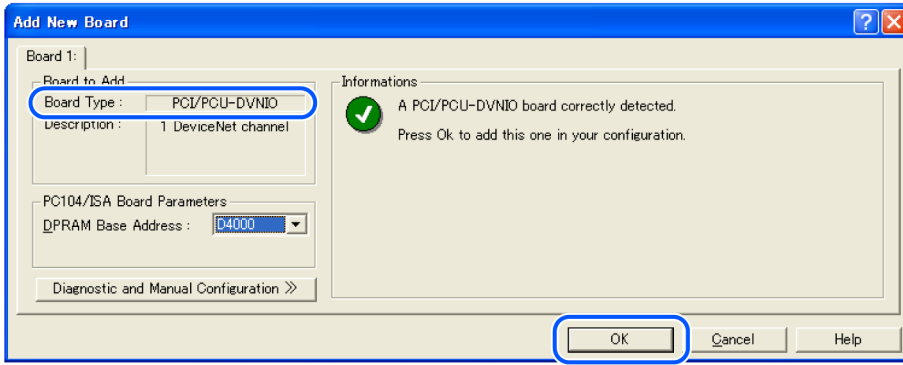 Add New Board
Board 1:
Board to Add
Board Type : PCI/PCU-DVNIO
Description : 1 DeviceNet channel
PC104/ISA Board Parameters
DPRAM Base Address : D4000
Diagnostic and Manual Configuration >>
Informations
A PCI/PCU-DVNIO board correctly detected.
Press Ok to add this one in your configuration.
OK
Cancel
Help